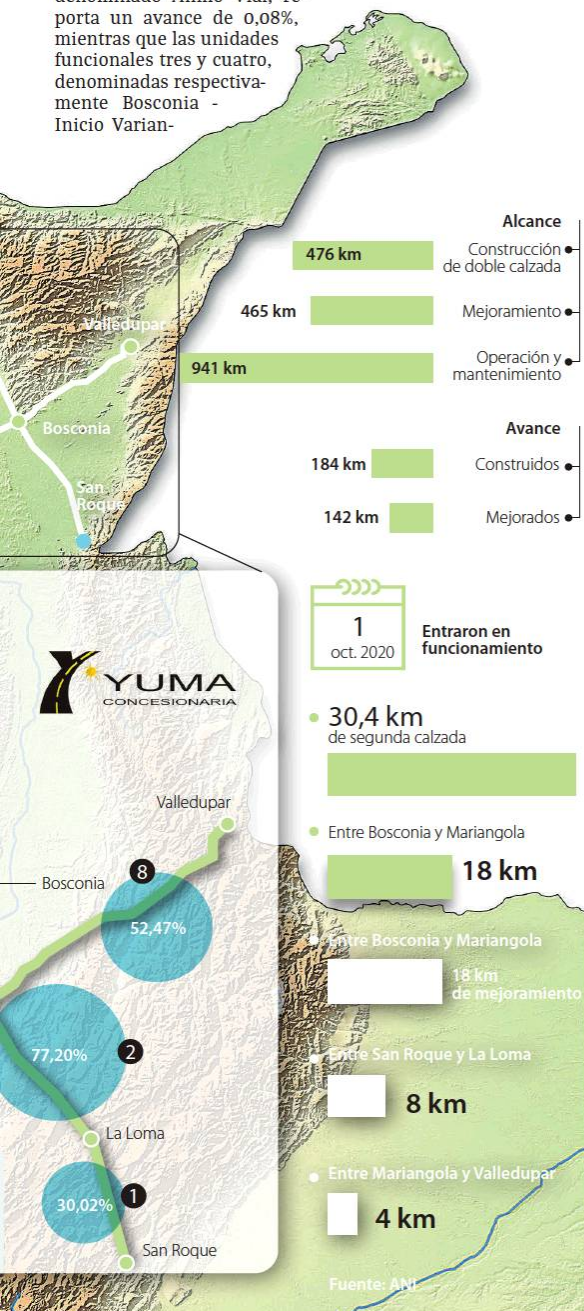 porta un avance de 0,08%,
mientras que las unidades
funcionales tres y cuatro,
denominadas respectiva-
mente Bosconia -
Inicio Varian-
Alcance
476 km
Construcción
de doble calzada
465 km
Mejoramiento
941 km
Operación y
mantenimiento
Valledupar
Bosconia
San
Roque
Avance
184 km
Construidos
142 km
Mejorados
1
oct. 2020
Entraron en
funcionamiento
YUMA
CONCESIONARIA
30,4 km
de segunda calzada
Valledupar
Entre Bosconia y Mariangola
18 km
Bosconia
8
52,47%
Entre Bosconia y Mariangola
18 km
de mejoramiento
77,20%
2
Entre San Roque y La Loma
8 km
La Loma
30,02%
1
Entre Mariangola y Valledupar
4 km
San Roque
Fuente: ANI